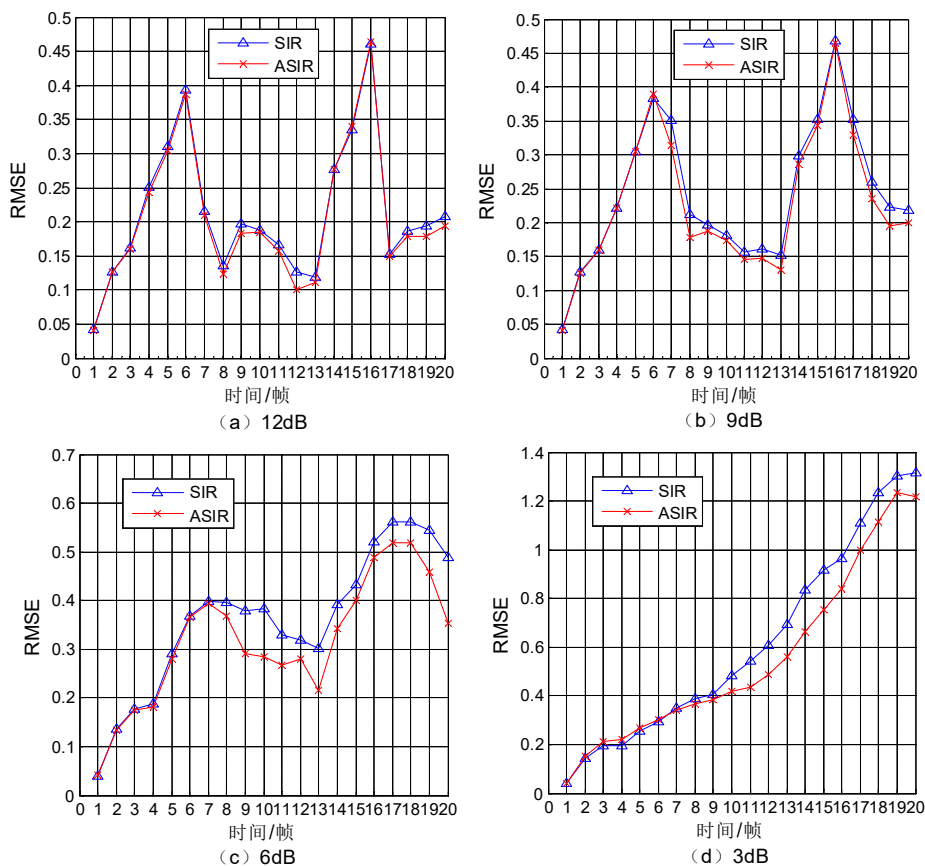 RMSE
0.5
0.45
0.4
0.35
0.3
0.25
0.2
0.15
0.1
0.05
0
SIR
ASIR
0 1 2 3 4 5 6 7 8 9 10 11 12 13 14 15 16 17 18 19 20
时间/帧
（a）12dB
RMSE
0.5
0.45
0.4
0.35
0.3
0.25
0.2
0.15
0.1
0.05
0
SIR
ASIR
0 1 2 3 4 5 6 7 8 9 10 11 12 13 14 15 16 17 18 19 20
时间/帧
（b）9dB
RMSE
0.7
0.6
0.5
0.4
0.3
0.2
0.1
0
SIR
ASIR
0 1 2 3 4 5 6 7 8 9 10 11 12 13 14 15 16 17 18 19 20
时间/帧
（c）6dB
RMSE
1.4
1.2
1
0.8
0.6
0.4
0.2
0
SIR
ASIR
0 1 2 3 4 5 6 7 8 9 10 11 12 13 14 15 16 17 18 19 20
时间/帧
（d）3dB